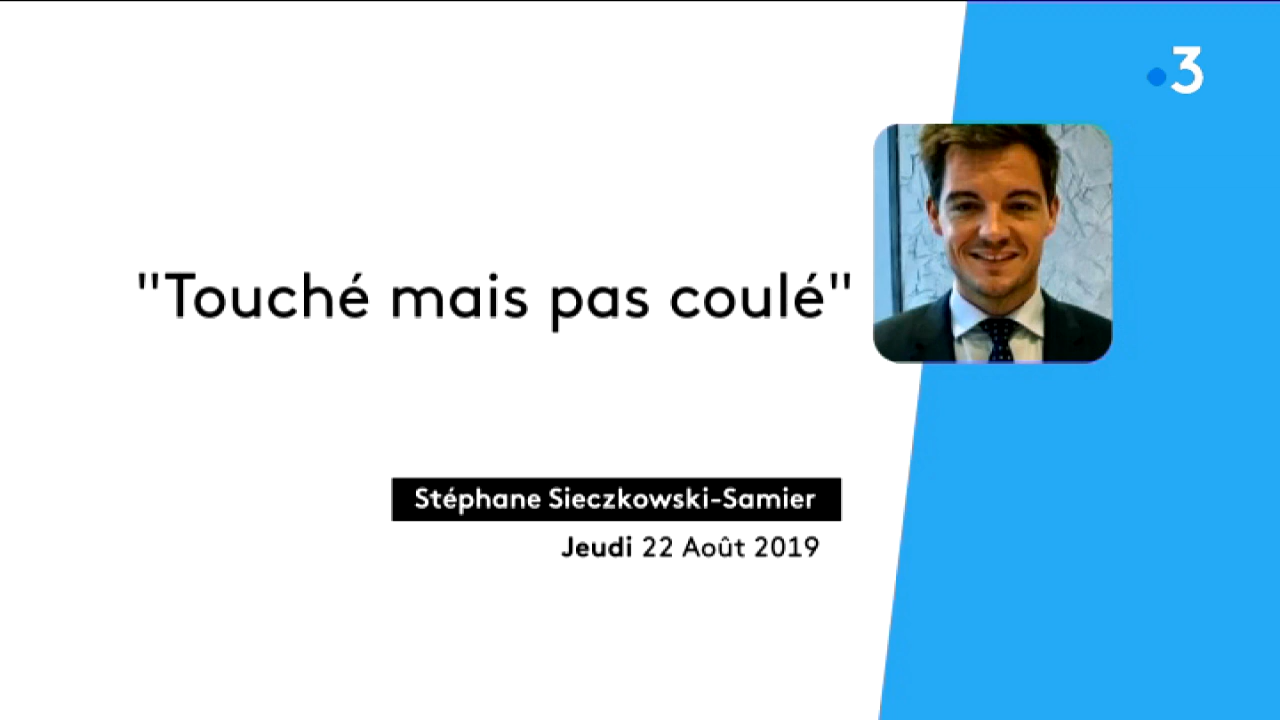 3
"Touché mais pas coulé"
Stéphane Sieczkowski-Samier
Jeudi 22 Août 2019